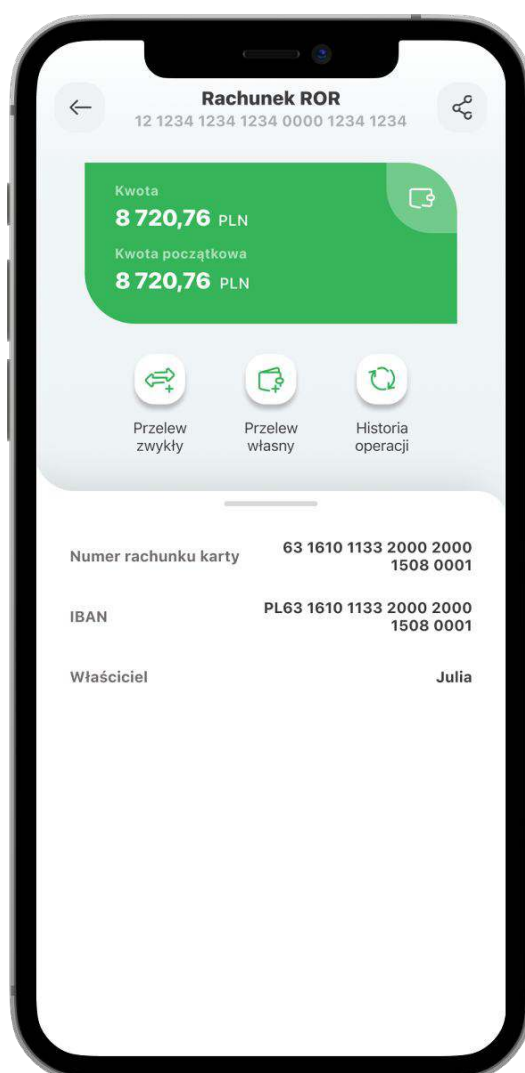 Rachunek ROR
12 1234 1234 1234 0000 1234 1234
Kwota
8 720,76 PLN
Kwota początkowa
8 720,76 PLN
Przelew zwykły
Przelew własny
Historia operacji
Numer rachunku karty
63 1610 1133 2000 2000
1508 0001
IBAN
PL63 1610 1133 2000 2000
1508 0001
Właściciel
Julia